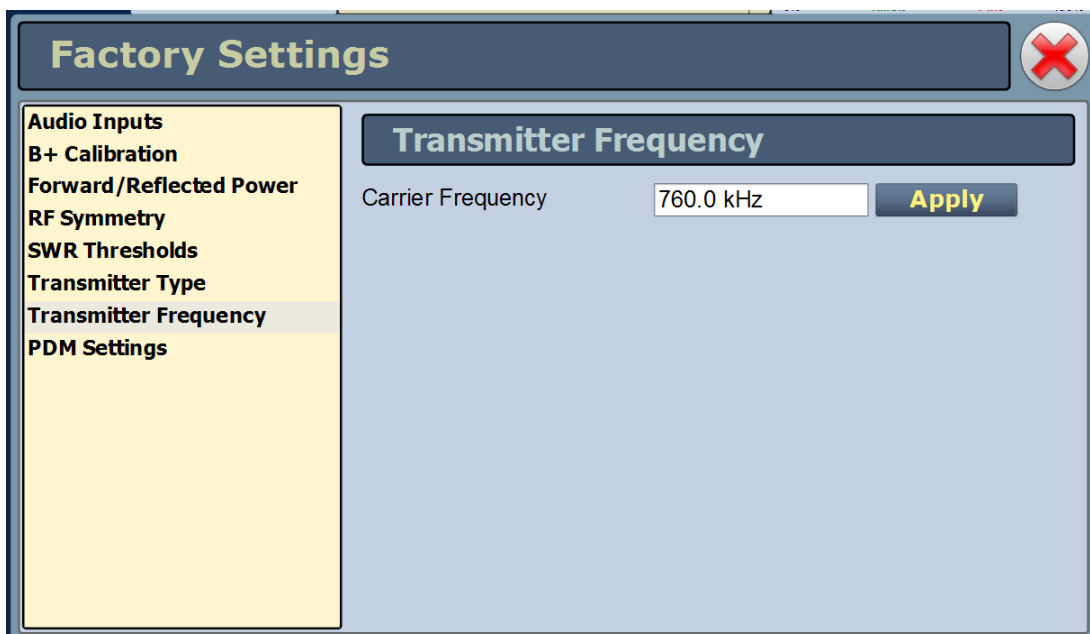 Factory Settings
Audio Inputs
B+ Calibration
Forward/Reflected Power
RF Symmetry
SWR Thresholds
Transmitter Type
Transmitter Frequency
PDM Settings
Transmitter Frequency
Carrier Frequency 760.0 kHz Apply